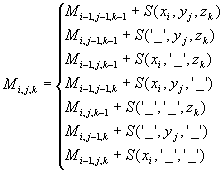 M_{i-1,j-1,k-1} + S(x_i, y_j, z_k)
M_{i,j-1,k-1} + S('_', y_j, z_k)
M_{i-1,j,k-1} + S(x_i, '_', z_k)
M_{i,j,k} = M_{i-1,j-1,k} + S(x_i, y_j, '_')
M_{i,j,k-1} + S('_', '_', z_k)
M_{i,j-1,k} + S('_', y_j, '_')
M_{i-1,j,k} + S(x_i, '_', '_')